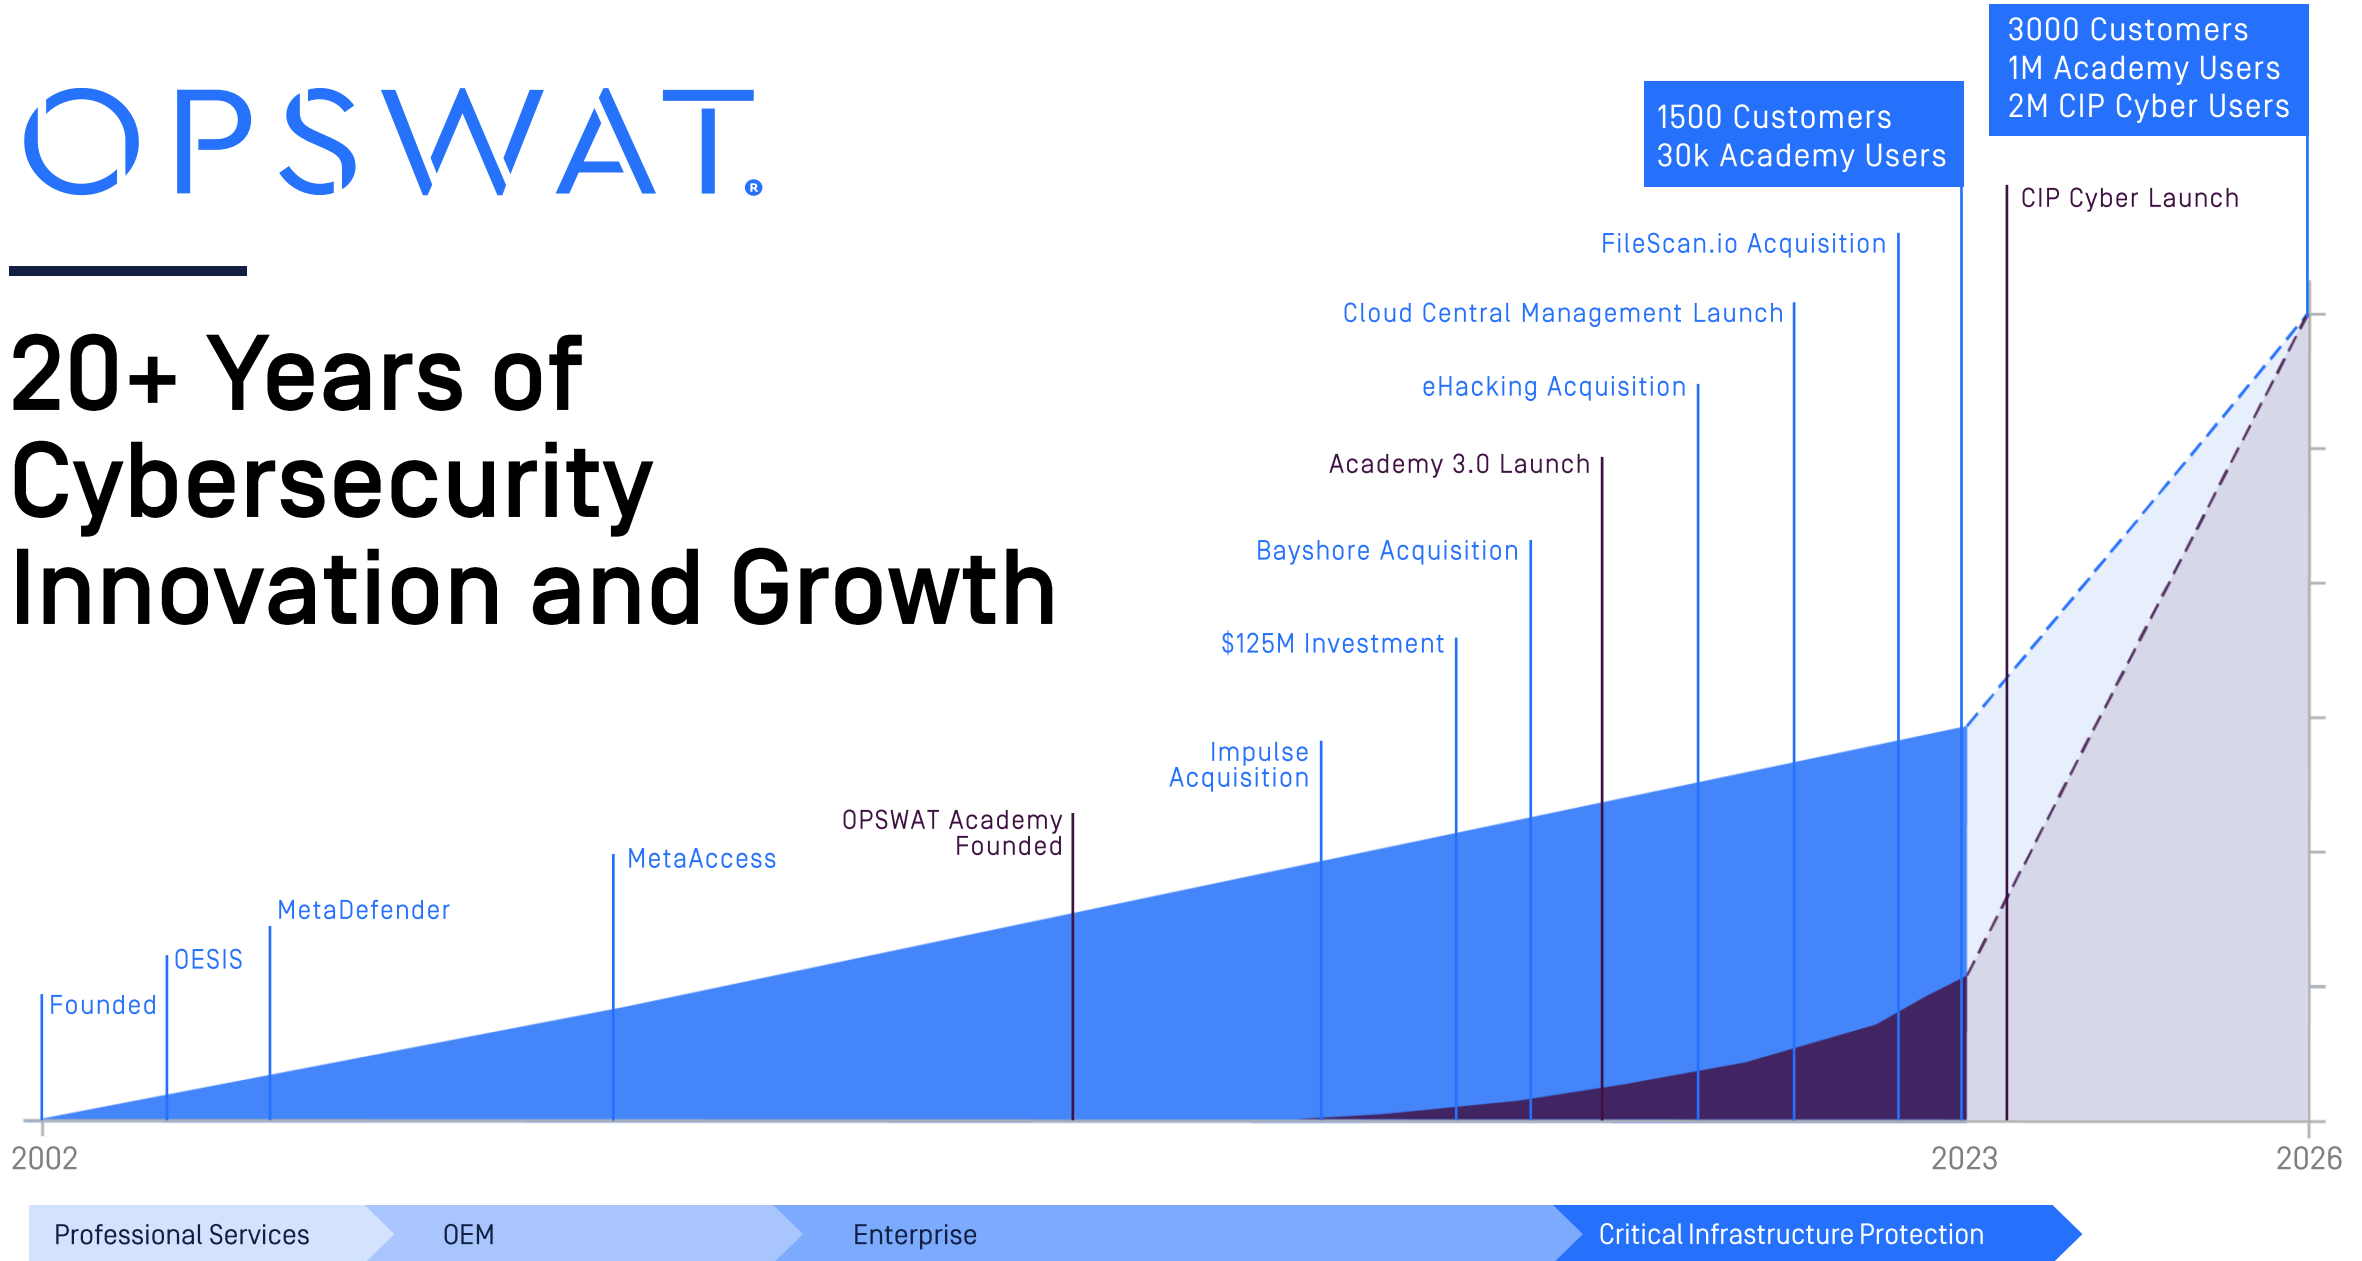 OPSWAT®
20+ Years of
Cybersecurity
Innovation and Growth
3000 Customers
1M Academy Users
2M CIP Cyber Users
1500 Customers
30k Academy Users
CIP Cyber Launch
FileScan.io Acquisition
Cloud Central Management Launch
eHacking Acquisition
Academy 3.0 Launch
Bayshore Acquisition
$125M Investment
Impulse
Acquisition
OPSWAT Academy
Founded
MetaAccess
MetaDefender
OESIS
Founded
2002
2023
2026
Professional Services
OEM
Enterprise
Critical Infrastructure Protection